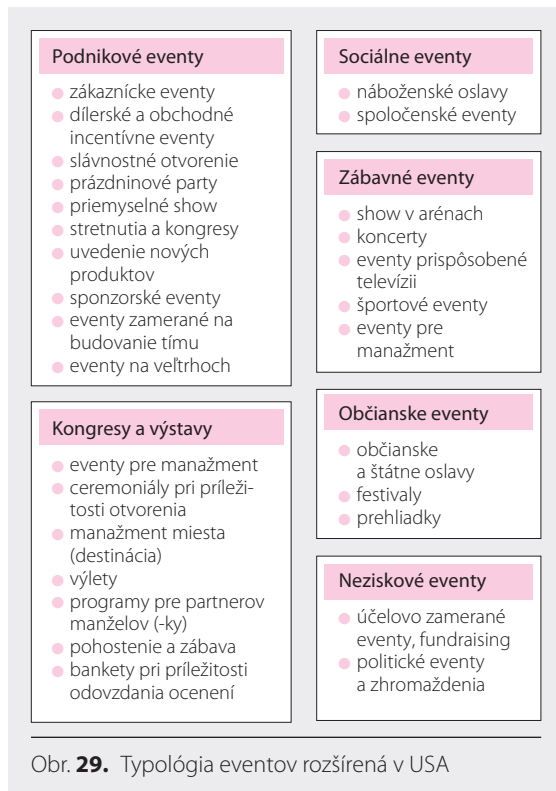 Podnikové eventy
zákaznícke eventy
dílerské a obchodné
incentívne eventy
slávnostné otvorenie
prázdninové party
priemyselné show
stretnutia a kongresy
uvedenie nových
produktov
sponzorské eventy
eventy zamerané na
budovanie tímu
eventy na veľtrhoch
Kongresy a výstavy
eventy pre manažment
ceremoniály pri príleži-
tosti otvorenia
manažment miesta
(destinácia)
výlety
programy pre partnerov
manželov (-ky)
pohostenie a zábava
bankety pri príležitosti
odovzdania ocenení
Sociálne eventy
náboženské oslavy
spoločenské eventy
Zábavné eventy
show v arénach
koncerty
eventy prispôsobené
televízii
športové eventy
eventy pre
manažment
Občianske eventy
občianske
a štátne oslavy
festivaly
prehliadky
Neziskové eventy
účelovo zamerané
eventy, fundraising
politické eventy
a zhromaždenia
Obr. 29. Typológia eventov rozšírená v USA